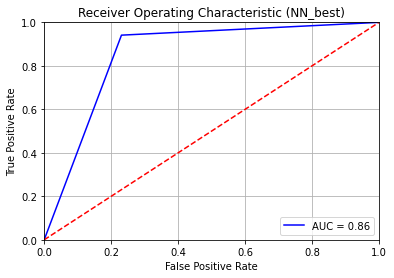 Receiver Operating Characteristic (NN_best)
1.0
0.8
0.6
0.4
0.2
0.0
True Positive Rate
AUC = 0.86
0.0 0.2 0.4 0.6 0.8 1.0
False Positive Rate